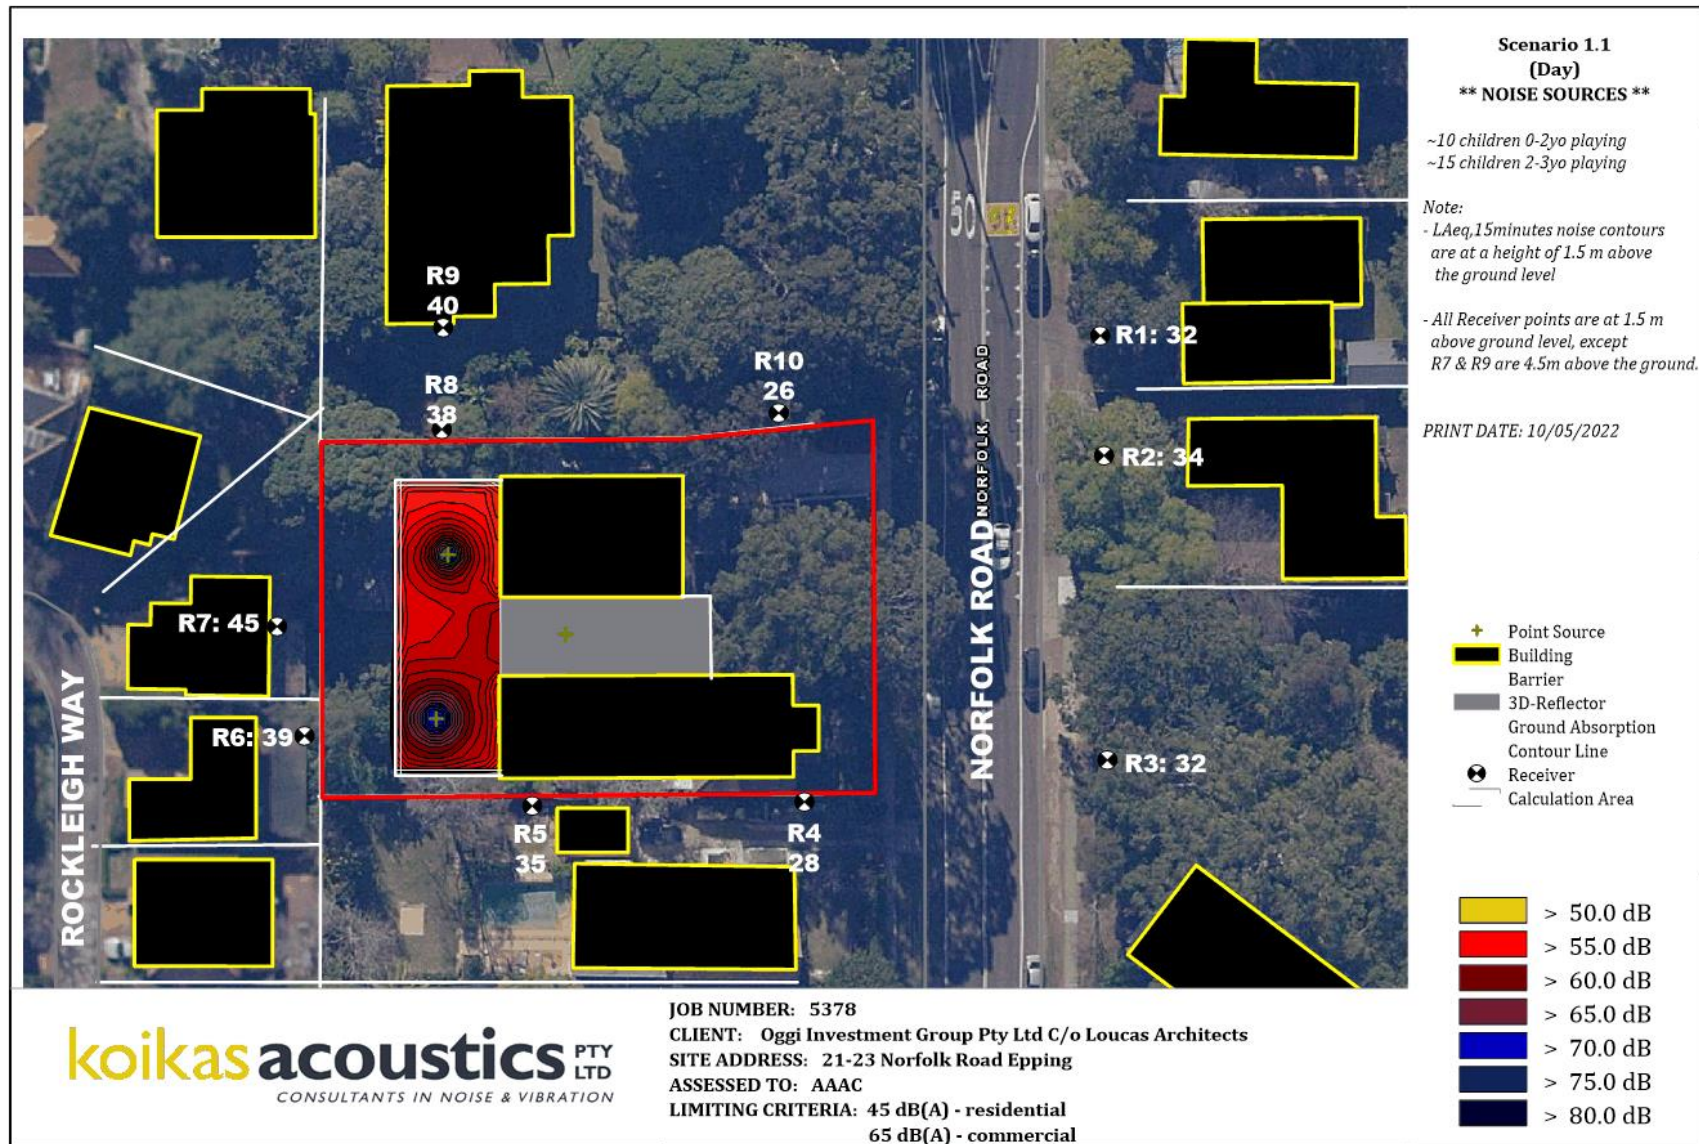 Scenario 1.1
(Day)
** NOISE SOURCES **
~10 children 0-2yo playing
~15 children 2-3yo playing
Note:
- LAeq,15minutes noise contours
are at a height of 1.5 m above
the ground level
- All Receiver points are at 1.5 m
above ground level, except
R7 & R9 are 4.5m above the ground.
PRINT DATE: 10/05/2022
R9
40
R8
38
R10
26
R1: 32
R2: 34
R7: 45
R6: 39
R3: 32
R5
35
R4
28
50
NORFOLK ROAD
NORFOLK ROAD
ROCKLEIGH WAY
Point Source
Building
Barrier
3D-Reflector
Ground Absorption
Contour Line
Receiver
Calculation Area
> 50.0 dB
> 55.0 dB
> 60.0 dB
> 65.0 dB
> 70.0 dB
> 75.0 dB
> 80.0 dB
koikas acoustics PTY LTD
CONSULTANTS IN NOISE & VIBRATION
JOB NUMBER: 5378
CLIENT: Oggi Investment Group Pty Ltd C/o Loucas Architects
SITE ADDRESS: 21-23 Norfolk Road Epping
ASSESSED TO: AAAC
LIMITING CRITERIA: 45 dB(A) - residential
65 dB(A) - commercial